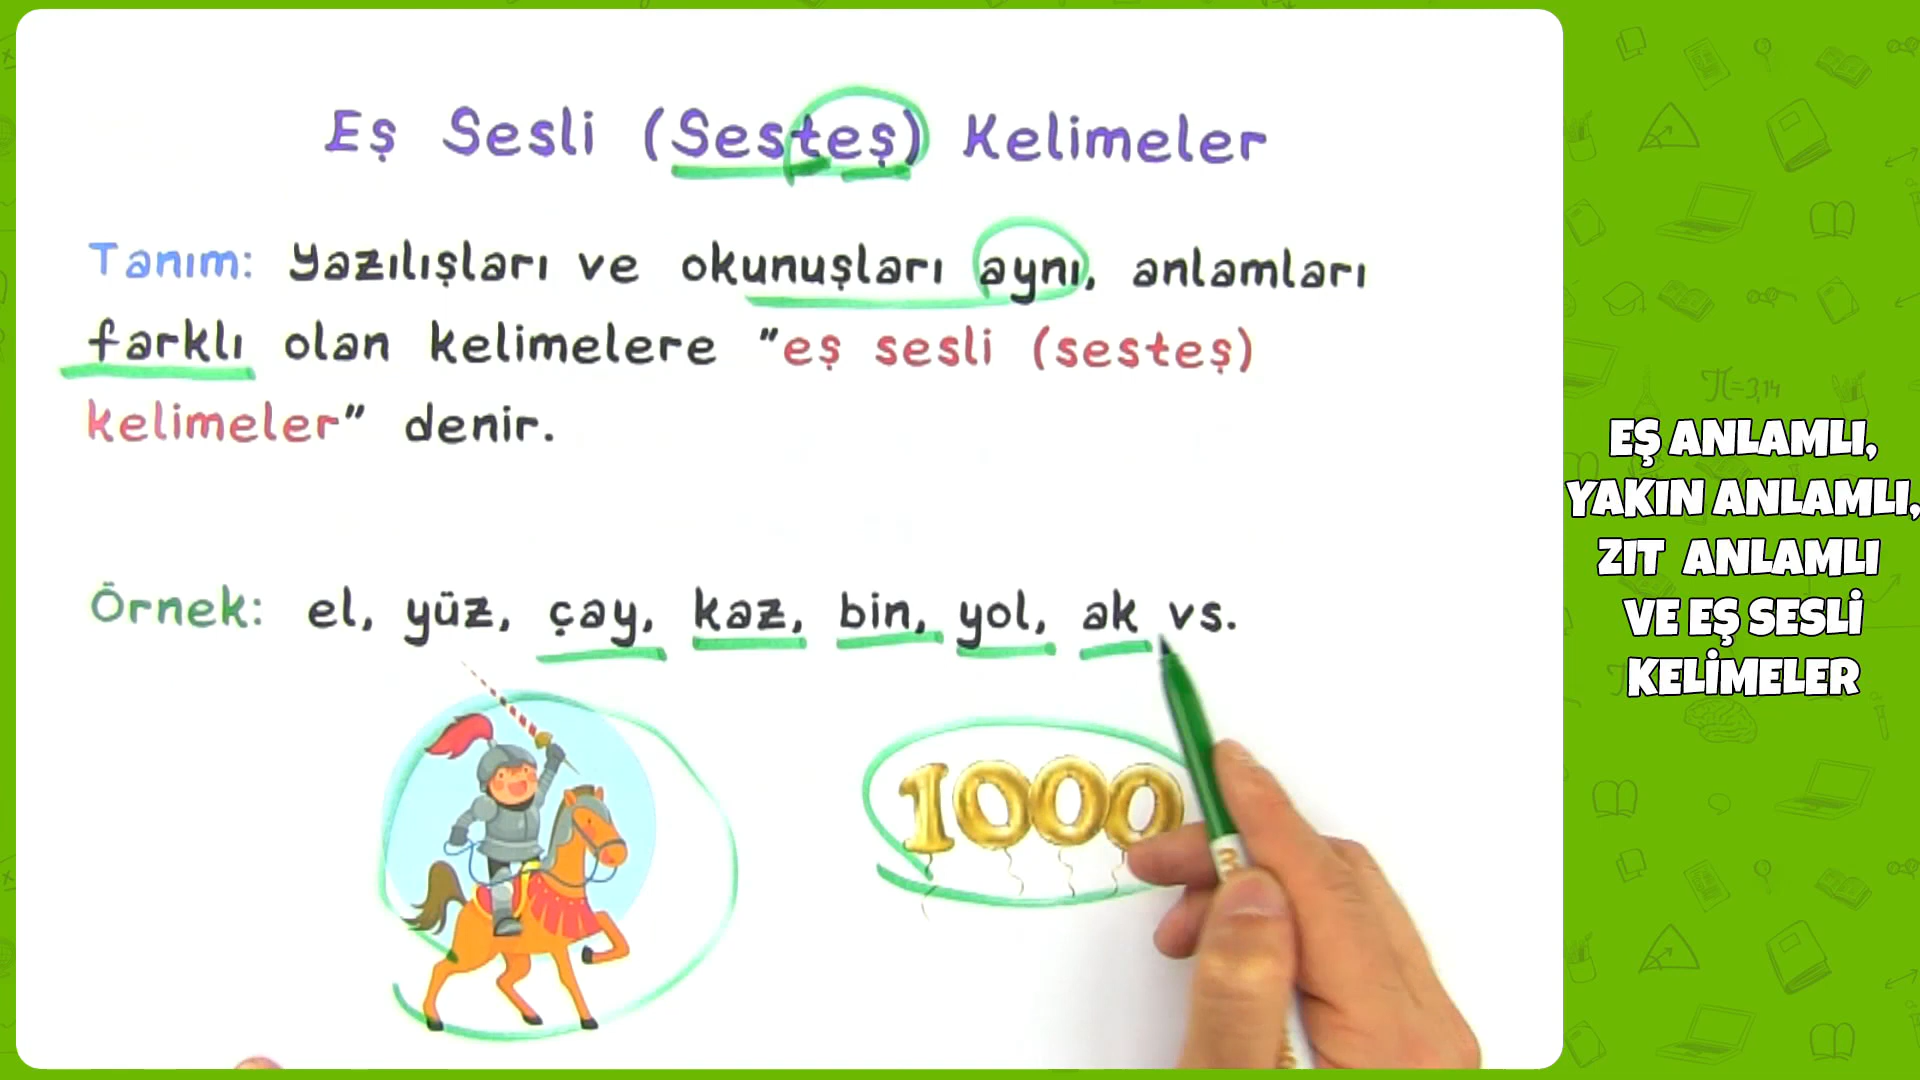 Eş Sesli (Sesteş) Kelimeler
Tanım: Yazılışları ve okunuşları aynı, anlamları
farklı olan kelimelere "eş sesli (sesteş)
kelimeler" denir.
Örnek: el, yüz, çay, kaz, bin, yol, ak vs.
1000
EŞ ANLAMLI,
YAKIN ANLAMLI,
ZIT ANLAMLI
VE EŞ SESLİ
KELİMELER
π=3,14